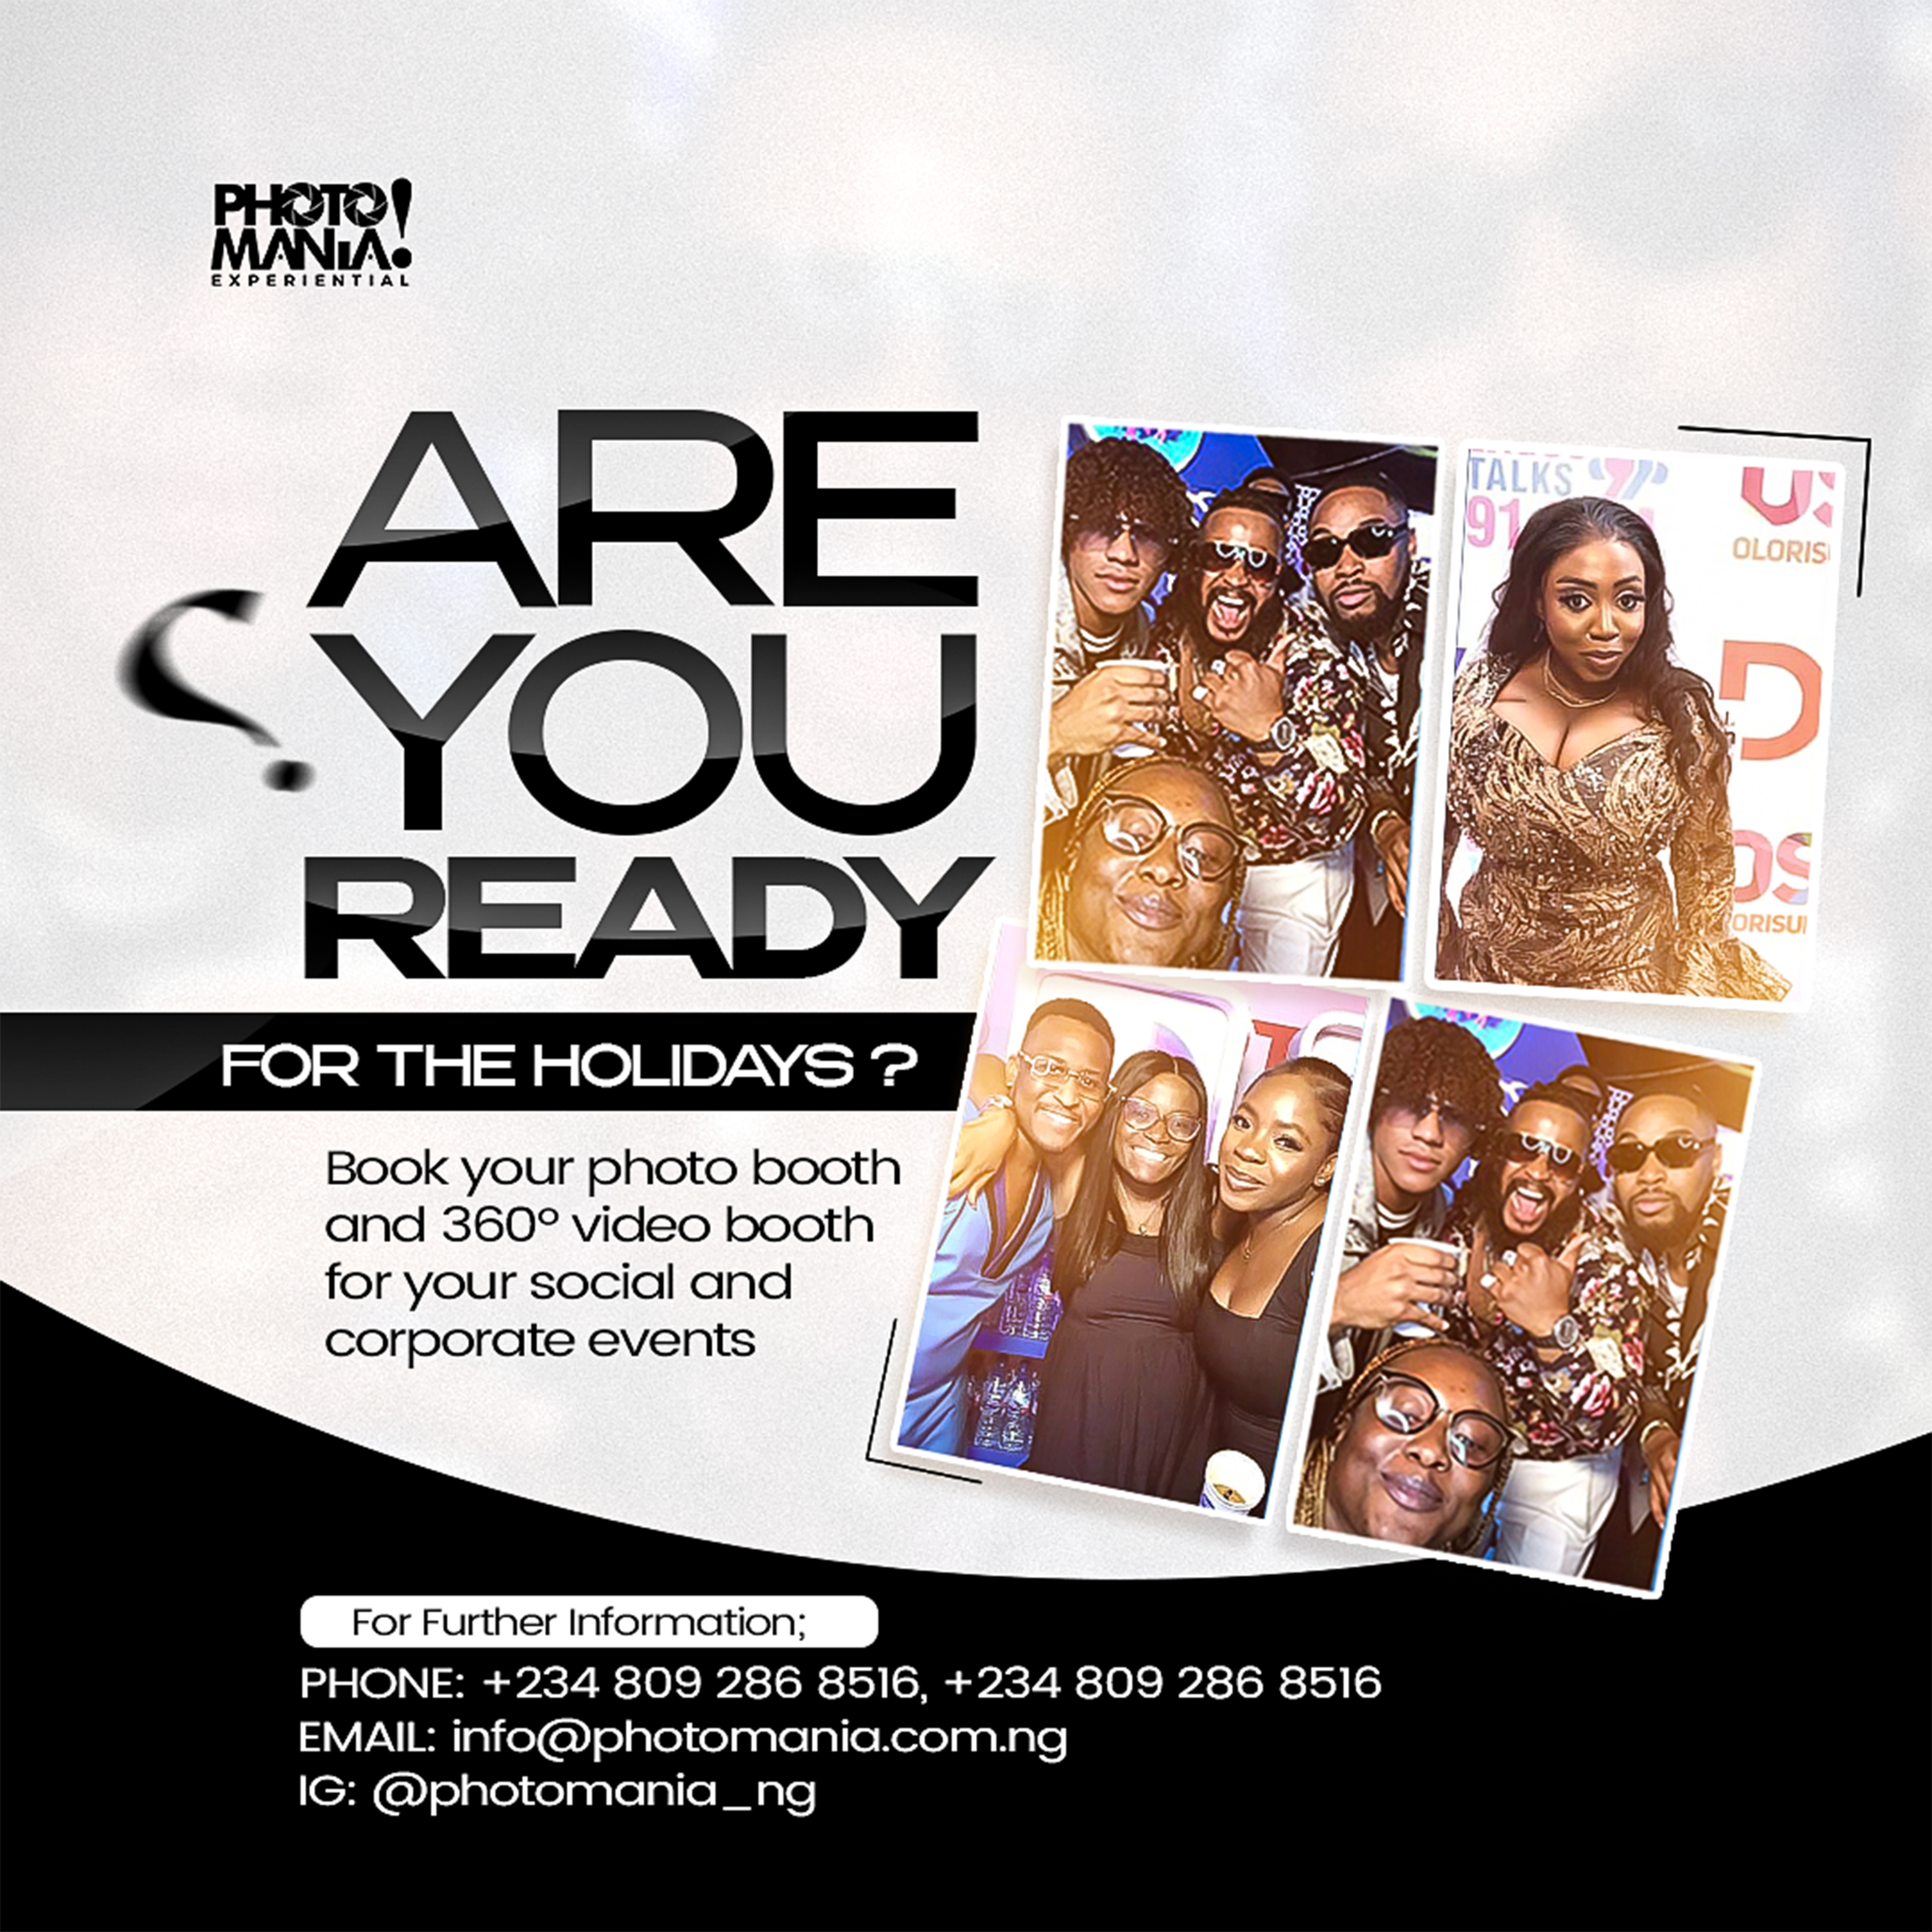 PHOTO
MANIA!
EXPERIENTIAL
ARE
YOU
READY
?
FOR THE HOLIDAYS ?
Book your photo booth
and 360° video booth
for your social and
corporate events
TALKS
91
OLORIS
D
OS
ORISU
For Further Information;
PHONE: +234 809 286 8516, +234 809 286 8516
EMAIL: info@photomania.com.ng
IG: @photomania_ng